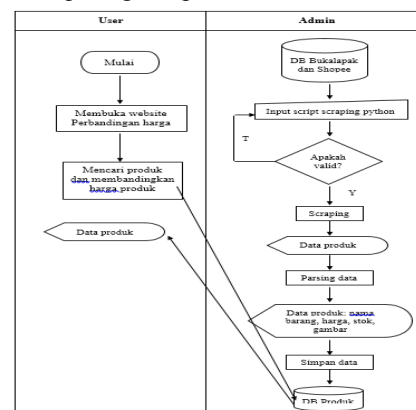 User
Admin
Mulai
Membuka website
Perbandingan harga
Mencari produk
dan membandingkan
harga produk
Data produk
DB Bukalapak
dan Shopee
Input script scraping python
T
Apakah
valid?
Y
Scraping
Data produk
Parsing data
Data produk: nama
barang, harga, stok,
gambar
Simpan data
DB Produk